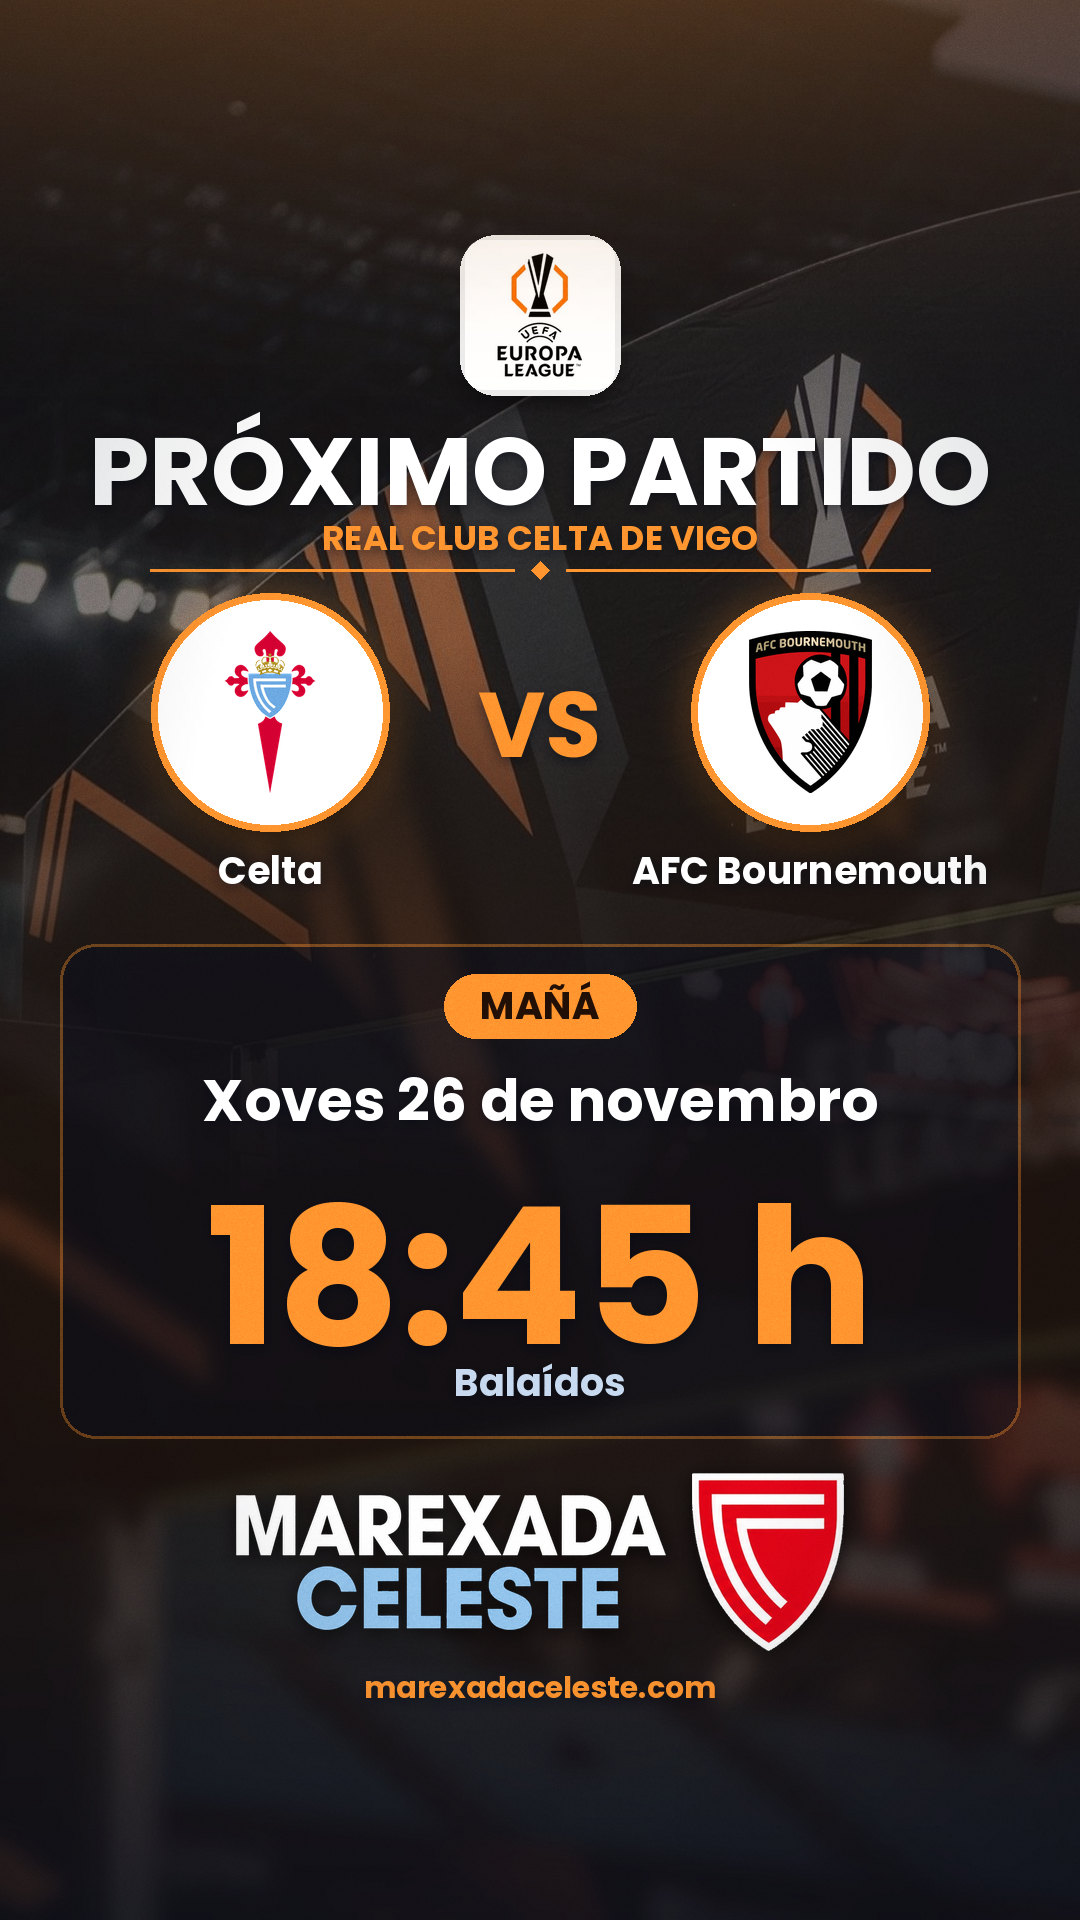 UEFA
EUROPA
LEAGUE™
PRÓXIMO PARTIDO
REAL CLUB CELTA DE VIGO
AFC BOURNEMOUTH
VS
Celta
AFC Bournemouth
MAÑÁ
Xoves 26 de novembro
18:45 h
Balaídos
MAREXADA
CELESTE
marexadaceleste.com